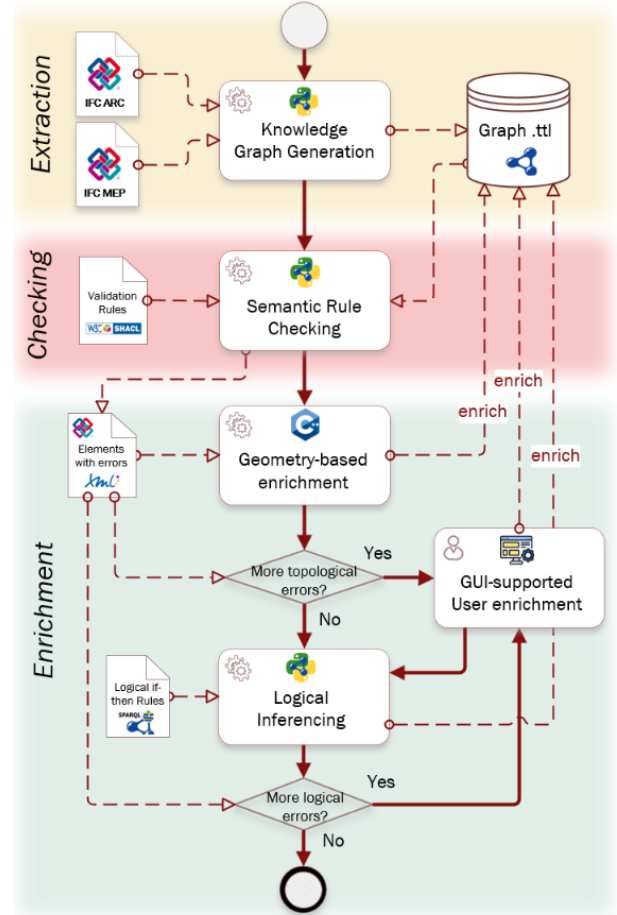 Extraction
IFC ARC
IFC MEP
Knowledge
Graph Generation
Graph .ttl
Checking
Validation
Rules
W3C SHACL
Semantic Rule
Checking
enrich
enrich
enrich
Enrichment
Elements
with errors
Xml
C++
Geometry-based
enrichment
More topological
errors?
Yes
No
GUI-supported
User enrichment
Logical if-
then Rules
SPARQL
Logical
Inferencing
More logical
errors?
Yes
No